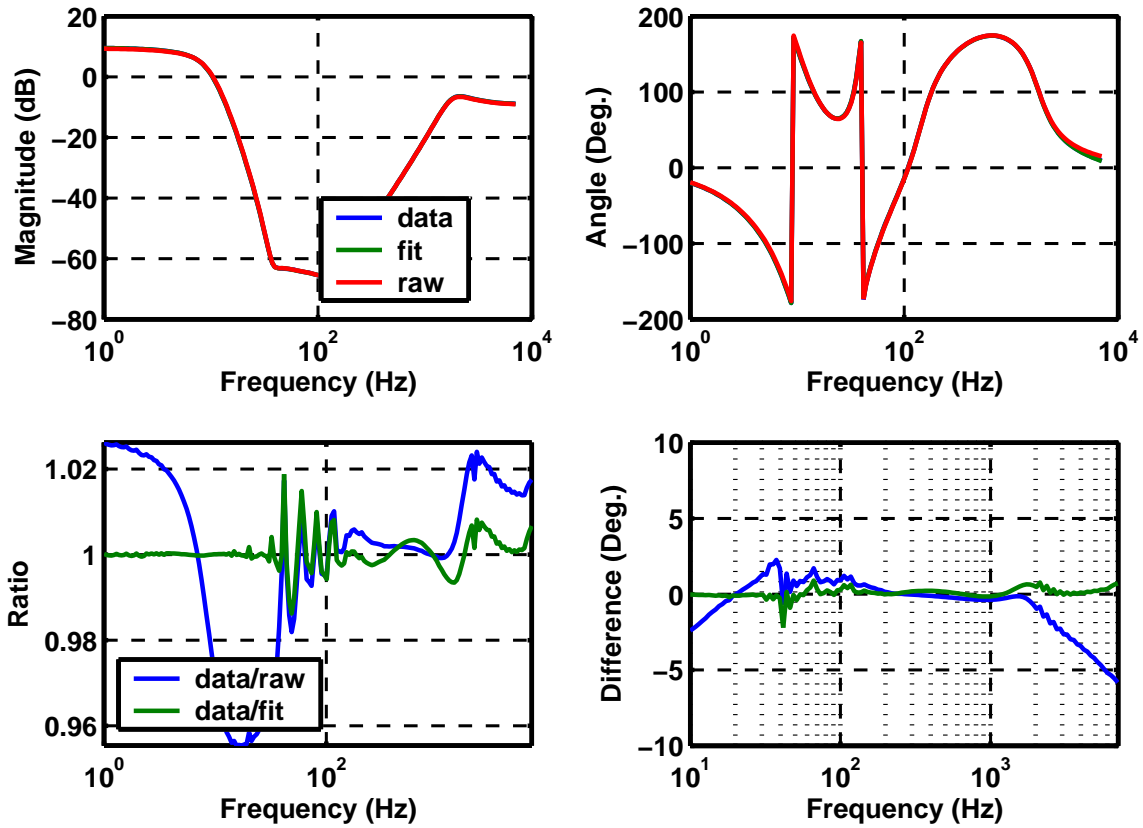 20
0
−20
−40
−60
−80
Magnitude (dB)
10^0
10^2
10^4
Frequency (Hz)
data
fit
raw
200
100
0
−100
−200
Angle (Deg.)
10^0
10^2
10^4
Frequency (Hz)
1.02
1
0.98
0.96
Ratio
10^0
10^2
Frequency (Hz)
data/raw
data/fit
10
5
0
−5
−10
Difference (Deg.)
10^1
10^2
10^3
Frequency (Hz)